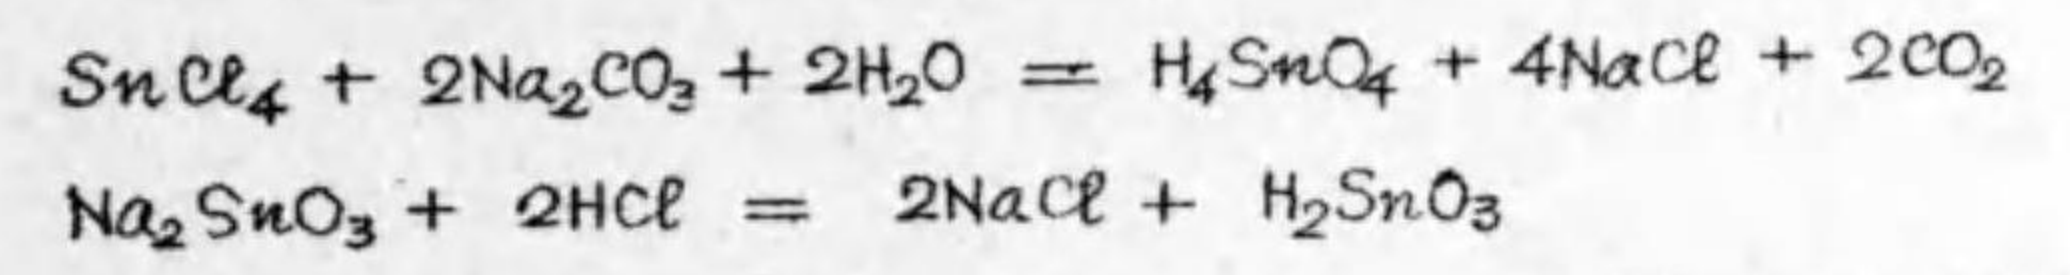 SnCl₄ + 2Na₂CO₃ + 2H₂O = H₄SnO₄ + 4NaCl + 2CO₂
Na₂SnO₃ + 2HCl = 2NaCl + H₂SnO₃